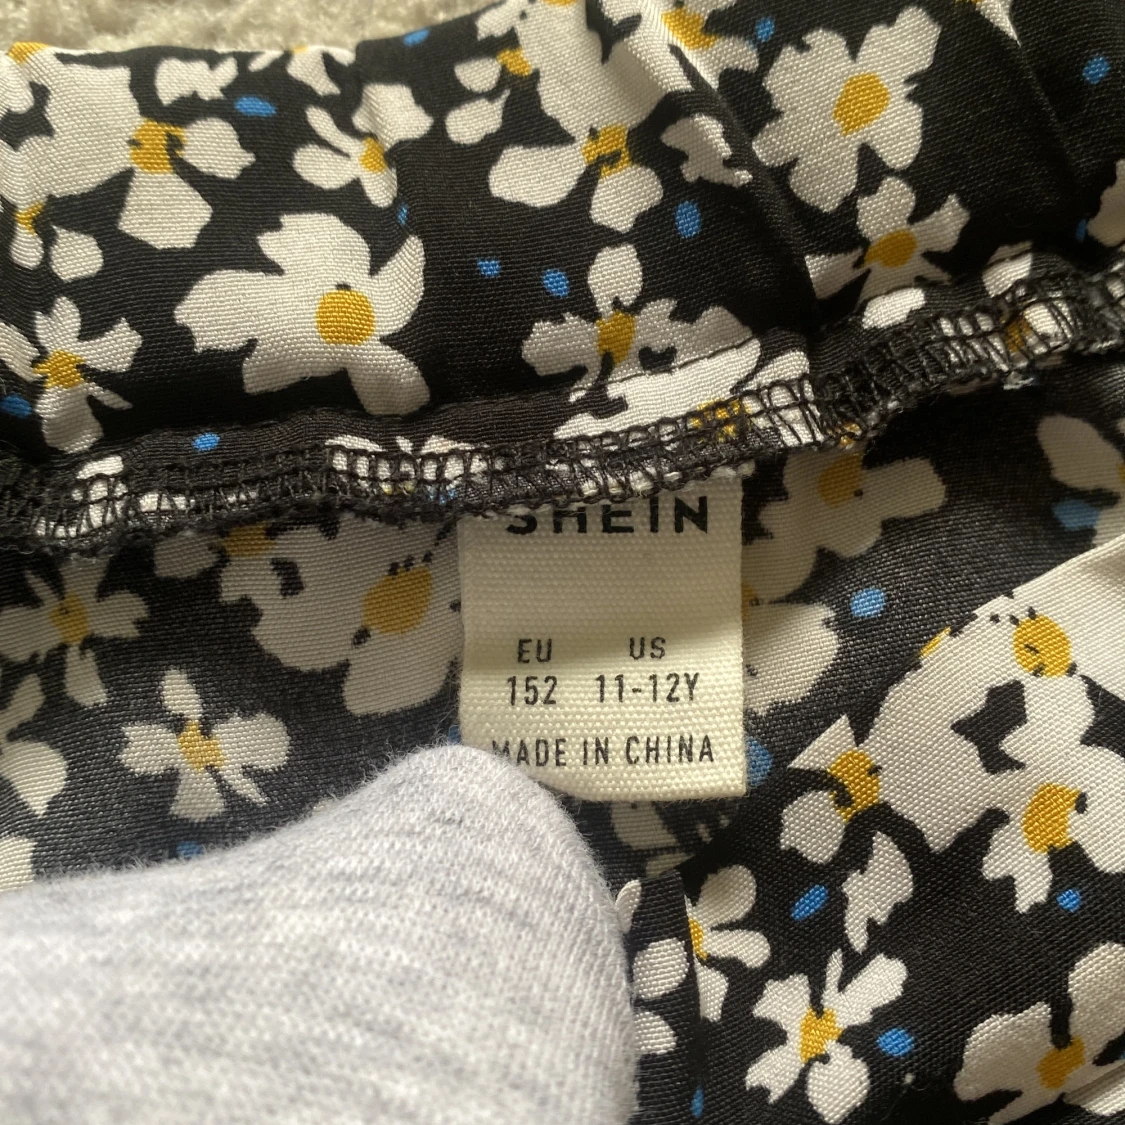 SHEIN
EU US
152 11-12Y
MADE IN CHINA